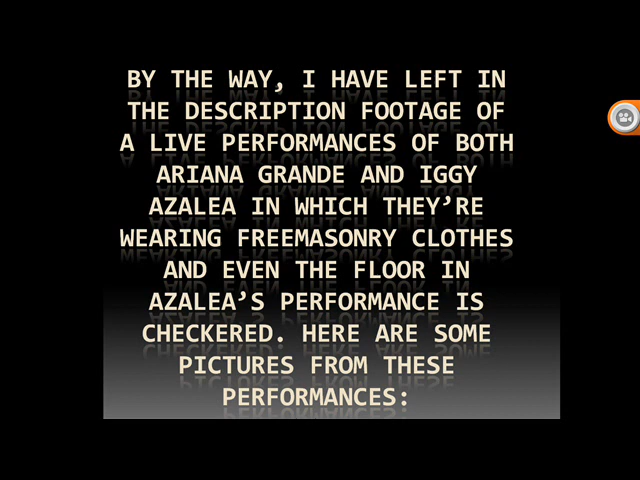 BY THE WAY, I HAVE LEFT IN
THE DESCRIPTION FOOTAGE OF
A LIVE PERFORMANCES OF BOTH
ARIANA GRANDE AND IGGY
AZALEA IN WHICH THEY’RE
WEARING FREEMASONRY CLOTHES
AND EVEN THE FLOOR IN
AZALEA’S PERFORMANCE IS
CHECKERED. HERE ARE SOME
PICTURES FROM THESE
PERFORMANCES: